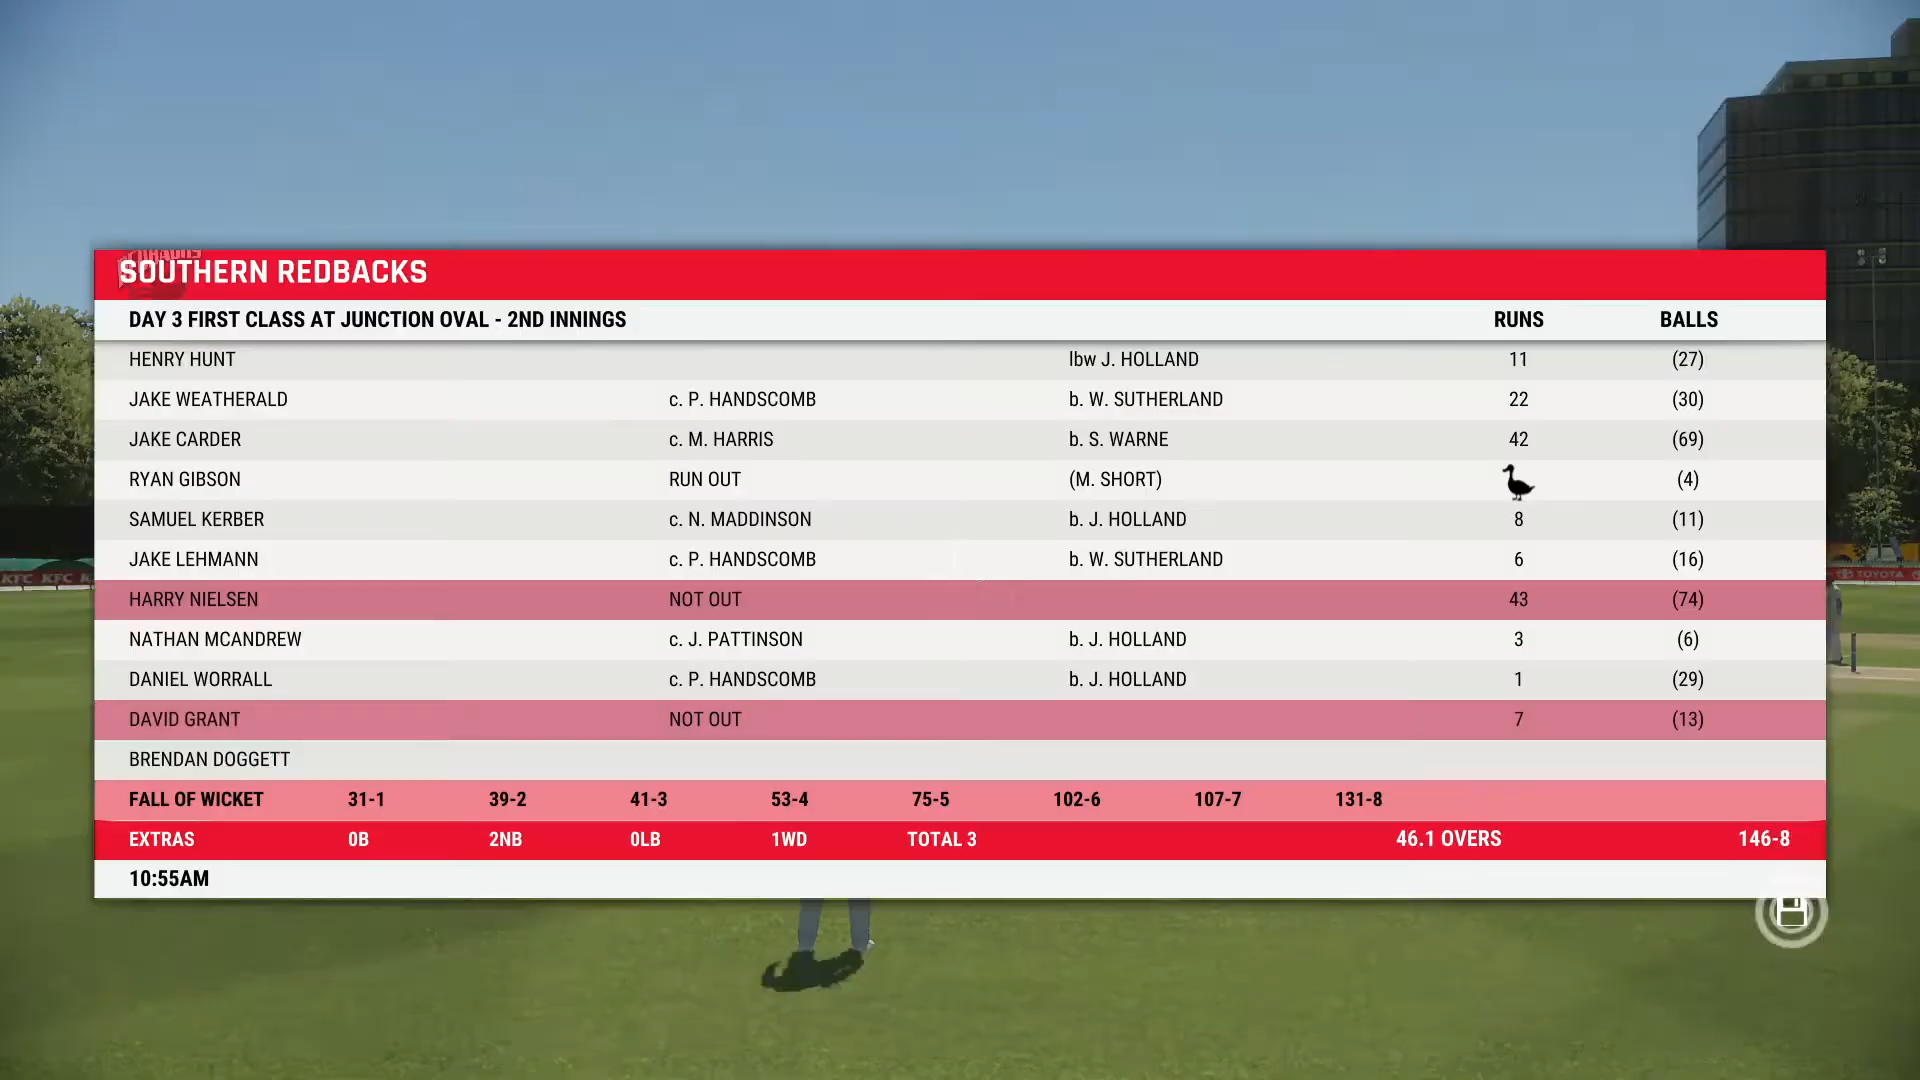 SOUTHERN REDBACKS
DAY 3 FIRST CLASS AT JUNCTION OVAL - 2ND INNINGS RUNS BALLS
HENRY HUNT lbw J. HOLLAND 11 (27)
JAKE WEATHERALD c. P. HANDSCOMB b. W. SUTHERLAND 22 (30)
JAKE CARDER c. M. HARRIS b. S. WARNE 42 (69)
RYAN GIBSON RUN OUT (M. SHORT) (4)
SAMUEL KERBER c. N. MADDINSON b. J. HOLLAND 8 (11)
JAKE LEHMANN c. P. HANDSCOMB b. W. SUTHERLAND 6 (16)
HARRY NIELSEN NOT OUT 43 (74)
NATHAN MCANDREW c. J. PATTINSON b. J. HOLLAND 3 (6)
DANIEL WORRALL c. P. HANDSCOMB b. J. HOLLAND 1 (29)
DAVID GRANT NOT OUT 7 (13)
BRENDAN DOGGETT
FALL OF WICKET 31-1 39-2 41-3 53-4 75-5 102-6 107-7 131-8
EXTRAS 0B 2NB 0LB 1WD TOTAL 3 46.1 OVERS 146-8
10:55AM
KFC KFC
TOYOTA